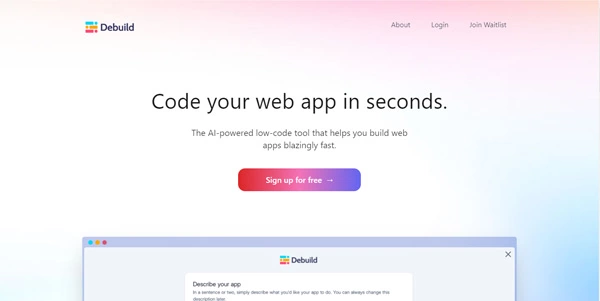 Debuild
About
Login
Join Waitlist
Code your web app in seconds.
The AI-powered low-code tool that helps you build web
apps blazingly fast.
Sign up for free →
Debuild
Describe your app
In a sentence or two, simply describe what you'd like your app to do. You can always change this
description later.